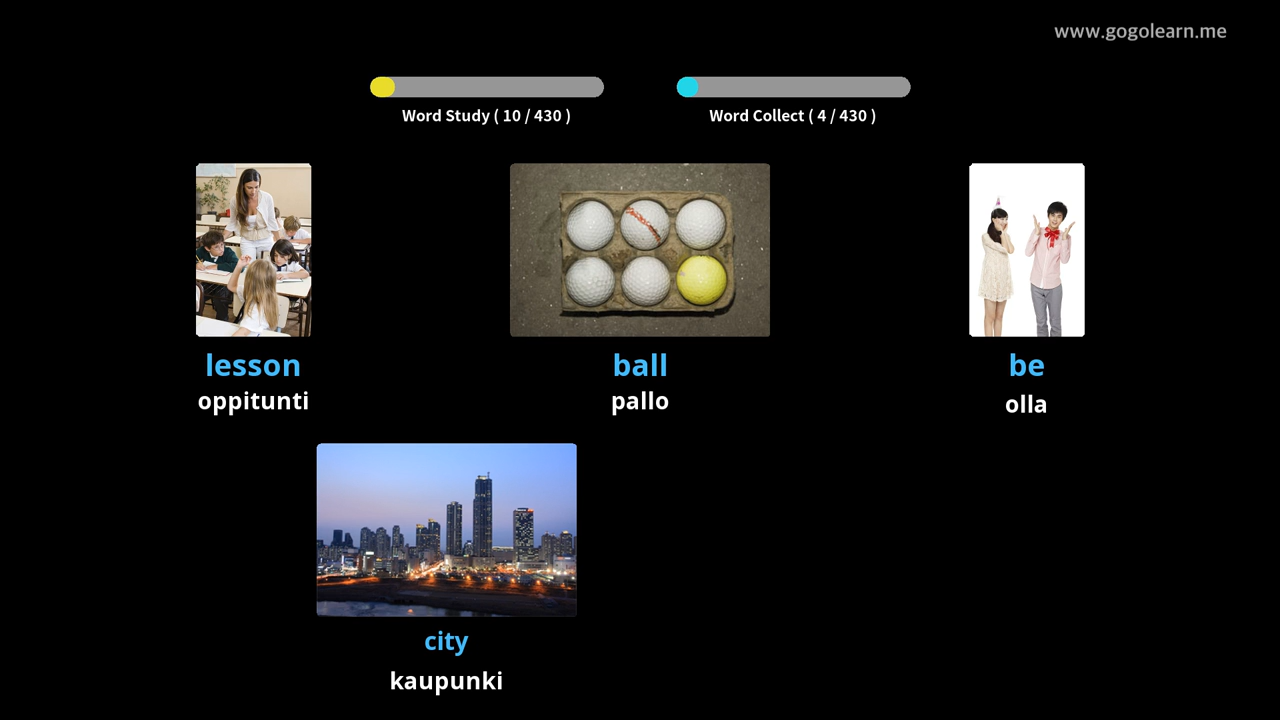 www.gogolearn.me
Word Study ( 10 / 430 )
Word Collect ( 4 / 430 )
lesson
oppitunti
ball
pallo
be
olla
city
kaupunki